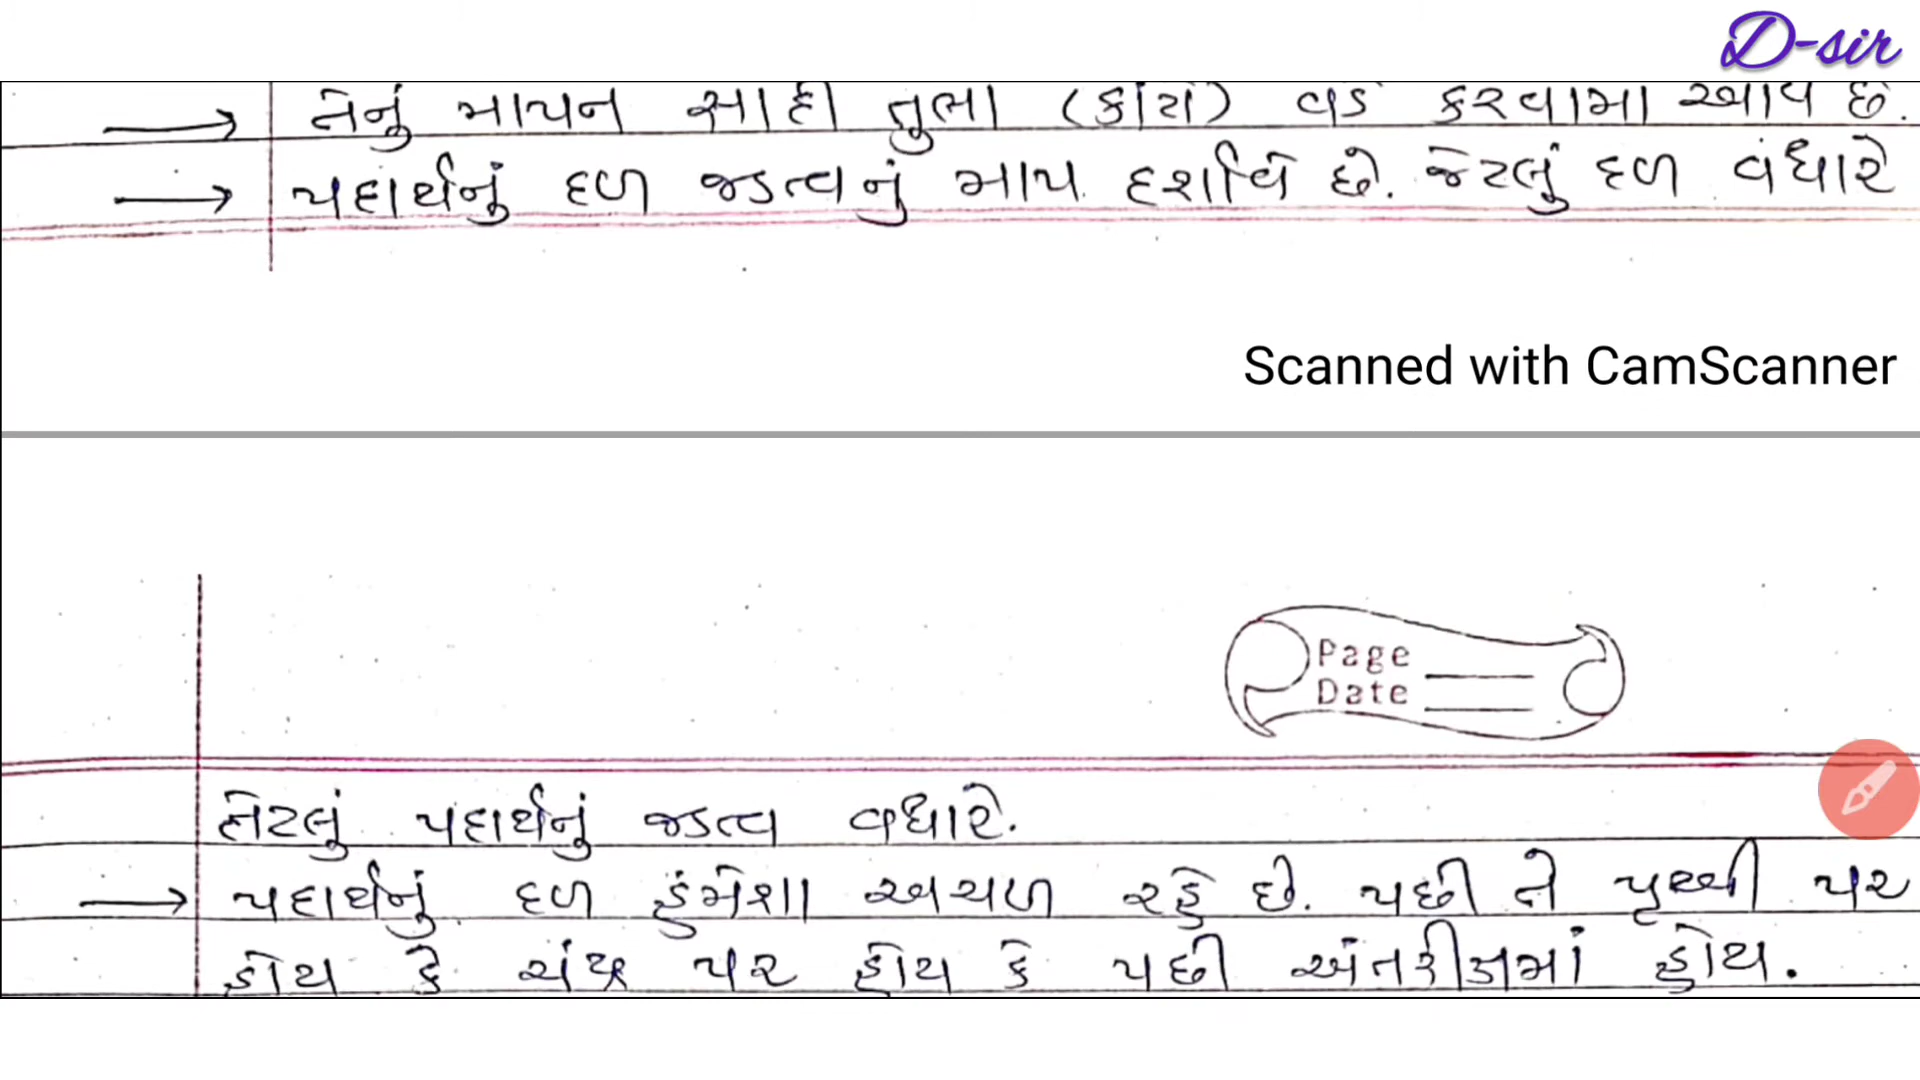 D-sir
→ તેનું માપન સાદી તુલા (કાંટા) વડે કરવામાં આવે છે.
→ પદાર્થનું દળ જડત્વનું માપ દર્શાવે છે. જેટલું દળ વધારે
Scanned with CamScanner
Page
Date
તેટલું પદાર્થનું જડત્વ વધારે.
→ પદાર્થનું દળ હંમેશા અચળ રહે છે. પછી તે પૃથ્વી પર
હોય કે ચંદ્ર પર હોય કે પછી અંતરીક્ષમાં હોય.